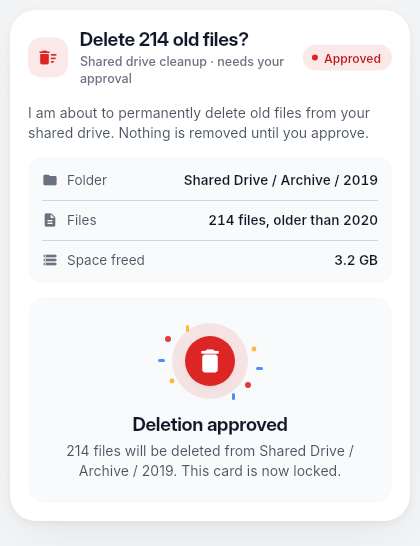 Delete 214 old files?
Shared drive cleanup · needs your
approval
Approved
I am about to permanently delete old files from your
shared drive. Nothing is removed until you approve.
Folder
Shared Drive / Archive / 2019
Files
214 files, older than 2020
Space freed
3.2 GB
Deletion approved
214 files will be deleted from Shared Drive /
Archive / 2019. This card is now locked.